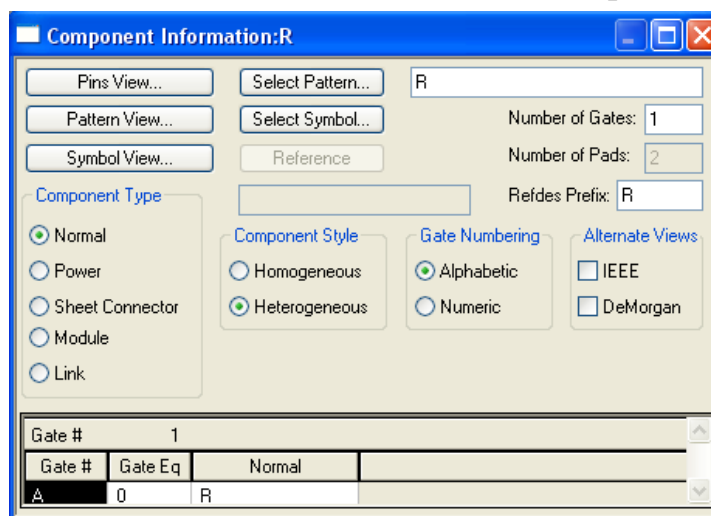 Component Information:R
Pins View... Select Pattern... R
Pattern View... Select Symbol... Number of Gates: 1
Symbol View... Reference Number of Pads: 2
Component Type Refdes Prefix: R
Normal Component Style Gate Numbering Alternate Views
Power Homogeneous Alphabetic IEEE
Sheet Connector Heterogeneous Numeric DeMorgan
Module
Link
Gate # 1
Gate # Gate Eq Normal
A 0 R